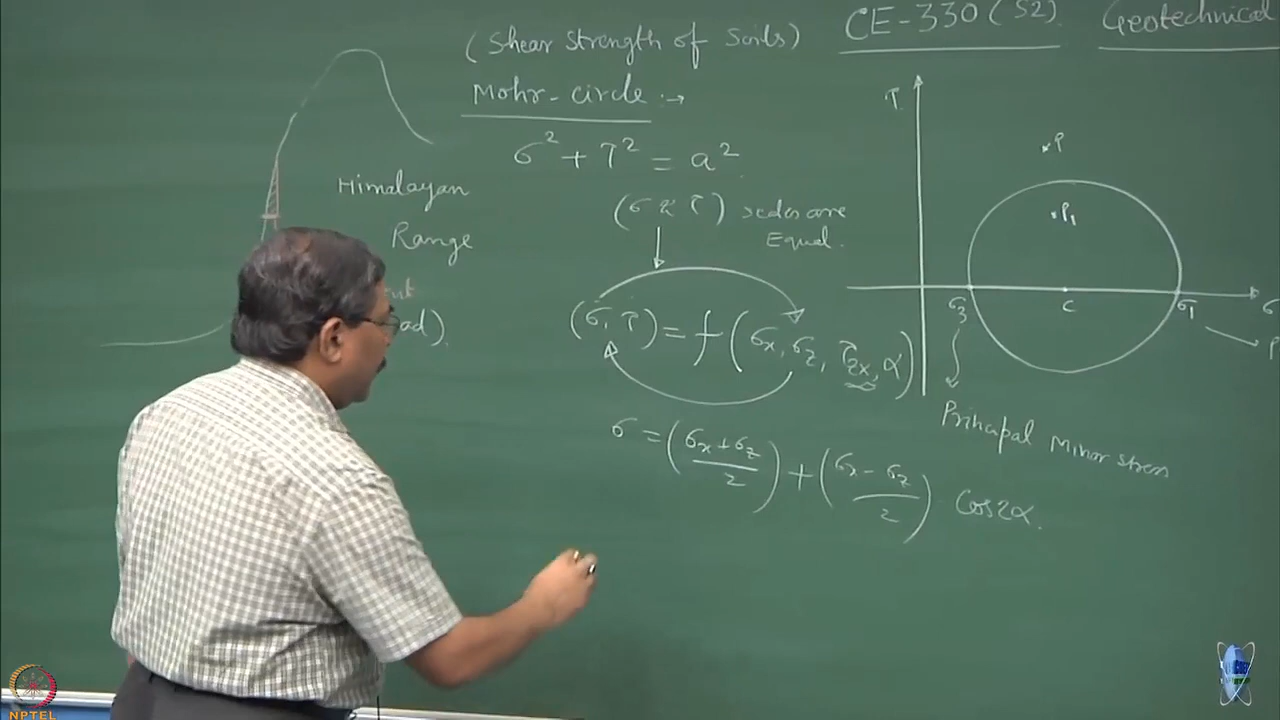 (Shear Strength of Soils)
CE-330 (S2). Geotechnical
Mohr-circle :→
σ² + τ² = a²
Himalayan
Range
(σ & τ) scales are
Equal.
(σ, τ) = f(σx, σz, τzx, α)
σ = ((σx + σz)/2) + ((σx - σz)/2) cos2α.
τ
P
P₁
σ₃
C
σ₁
σ
P
Principal Minor Stress
NPTEL